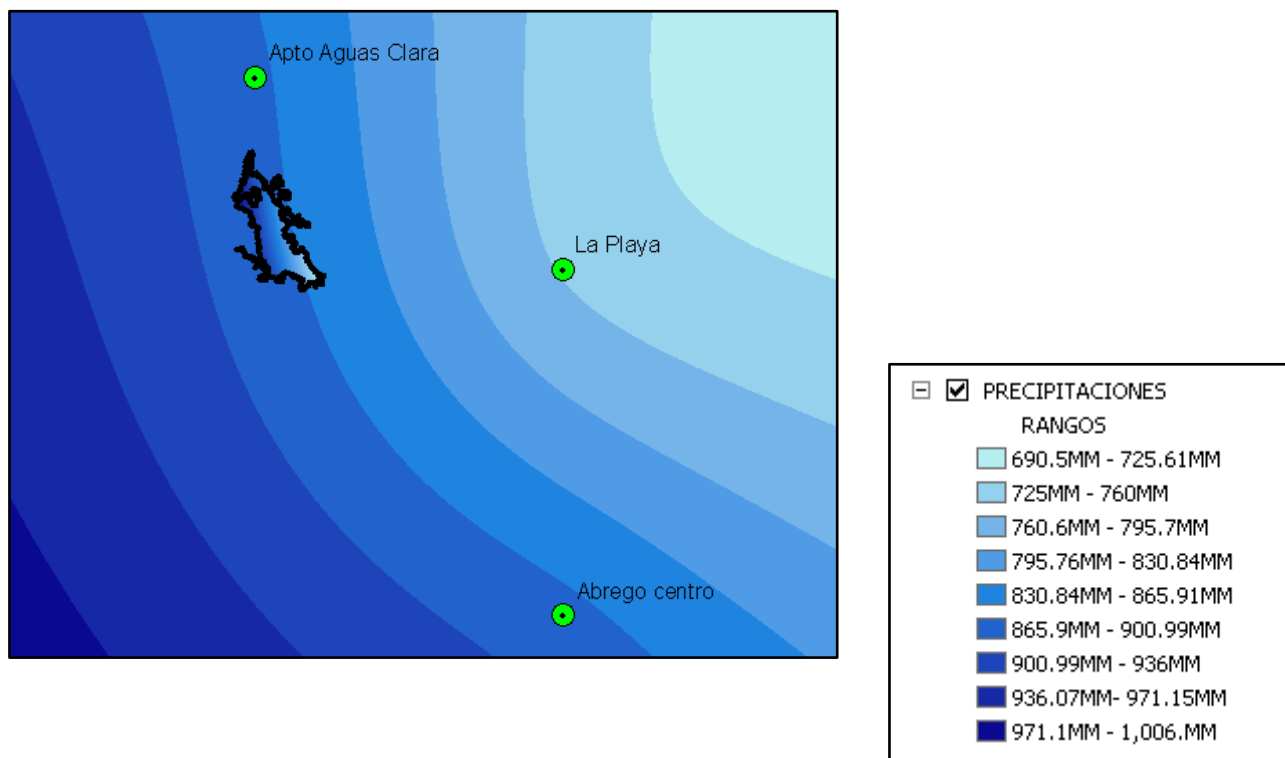 Apto Aguas Clara
La Playa
Abrego centro
PRECIPITACIONES
RANGOS
690.5MM - 725.61MM
725MM - 760MM
760.6MM - 795.7MM
795.76MM - 830.84MM
830.84MM - 865.91MM
865.9MM - 900.99MM
900.99MM - 936MM
936.07MM- 971.15MM
971.1MM - 1,006.MM